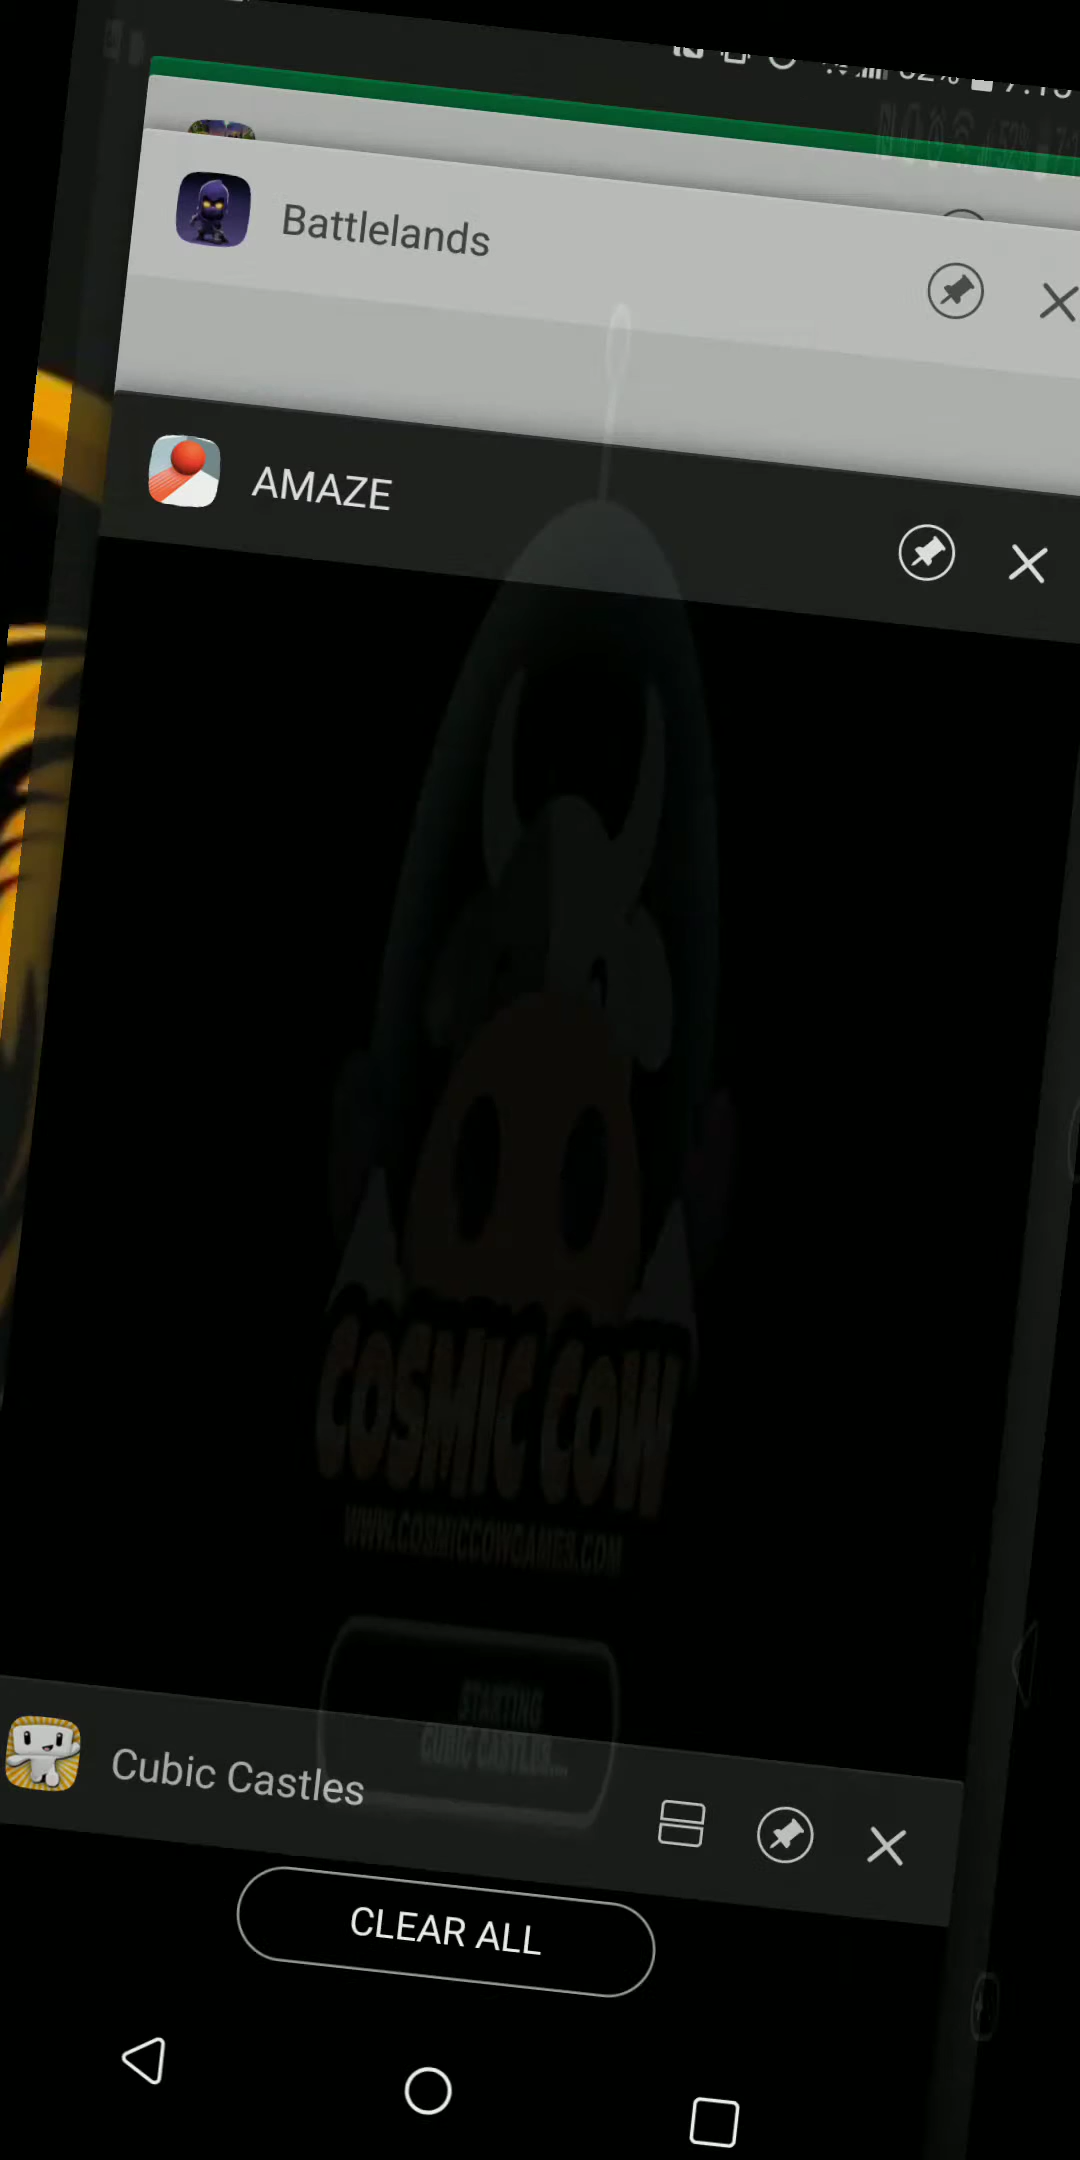 Battlelands
AMAZE
COSMIC COW
WWW.COSMICCOWGAMES.COM
STARTING
CUBIC CASTLES...
Cubic Castles
CLEAR ALL